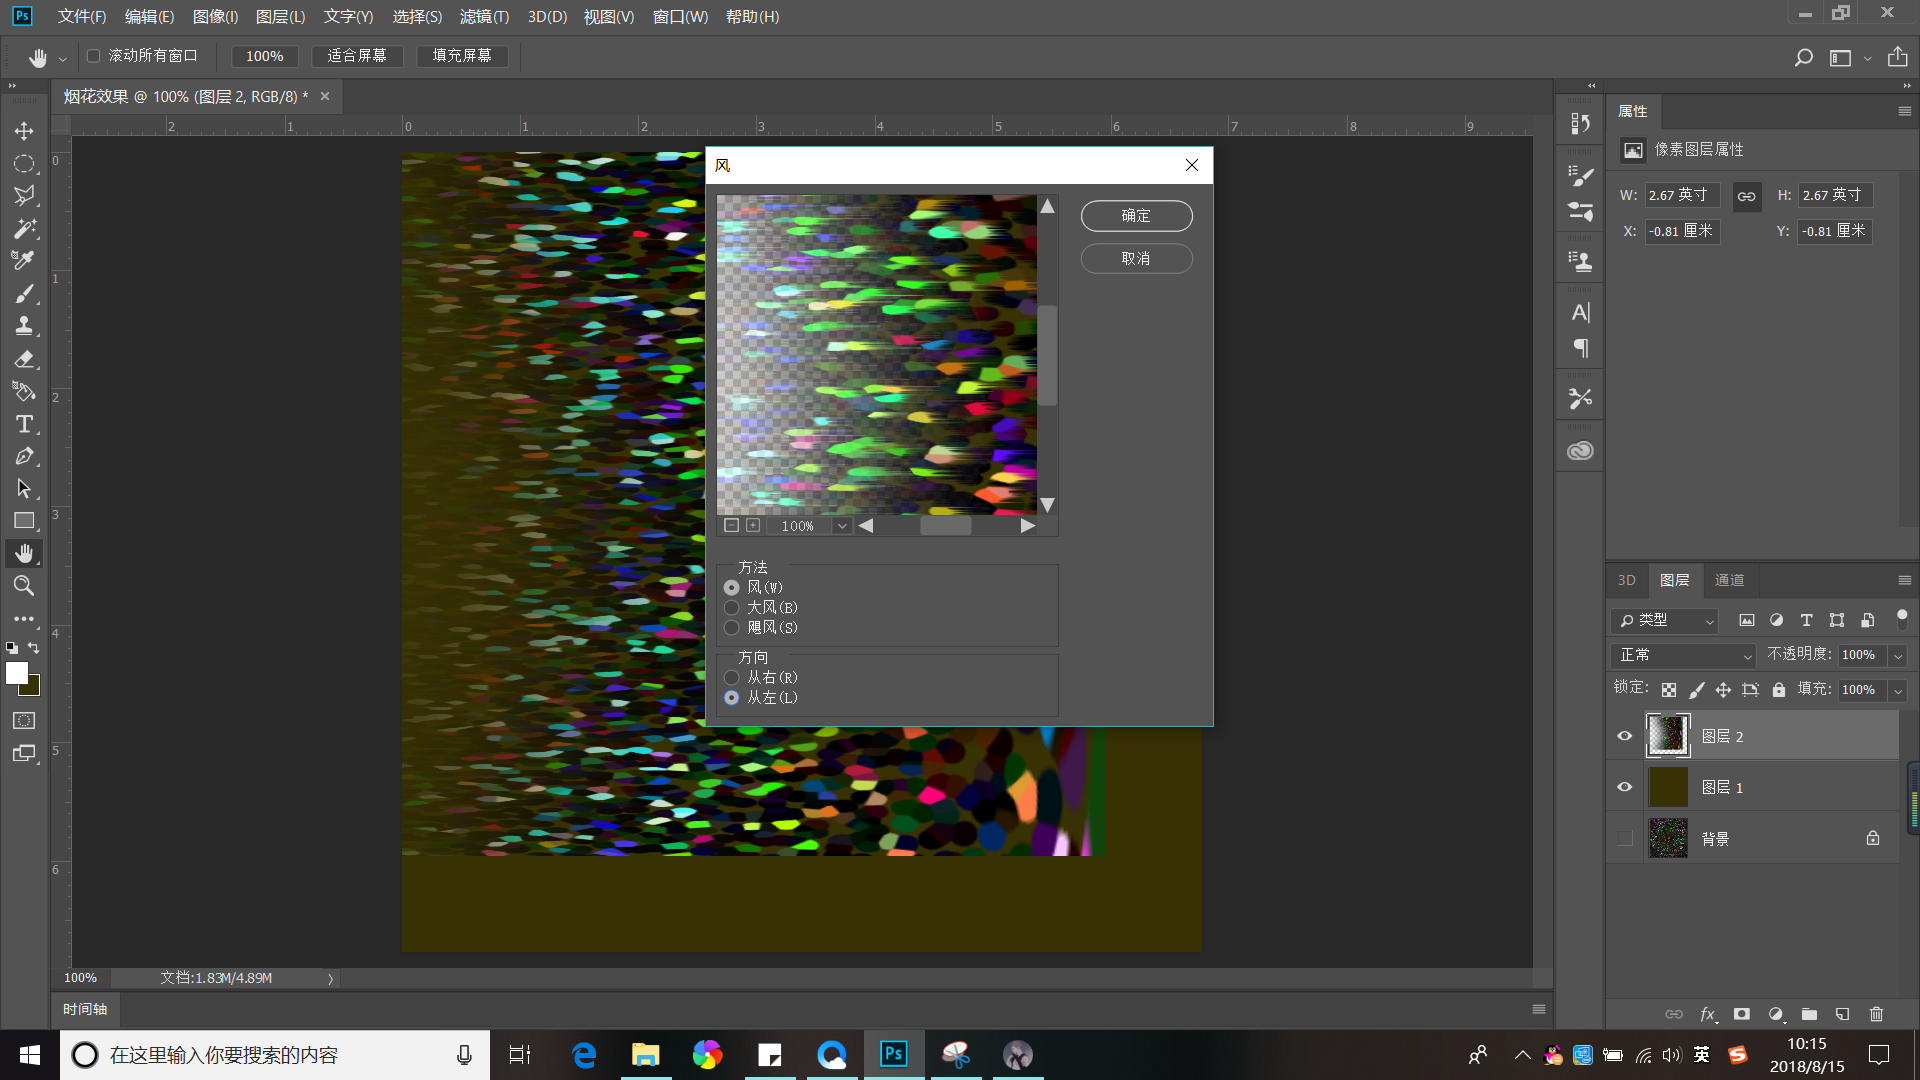 Ps 文件(F) 编辑(E) 图像(I) 图层(L) 文字(Y) 选择(S) 滤镜(T) 3D(D) 视图(V) 窗口(W) 帮助(H)
滚动所有窗口 100% 适合屏幕 填充屏幕
烟花效果 @ 100% (图层 2, RGB/8) * ×
2 1 0 1 2 3 4 5 6 7 8 9
0
1
2
3
4
5
6
风
确定
取消
100%
方法
风(W)
大风(B)
飓风(S)
方向
从右(R)
从左(L)
属性
像素图层属性
W: 2.67 英寸 H: 2.67 英寸
X: -0.81 厘米 Y: -0.81 厘米
3D 图层 通道
类型
正常 不透明度: 100%
锁定: 填充: 100%
图层 2
图层 1
背景
fx
100% 文档:1.83M/4.89M
时间轴
在这里输入你要搜索的内容
Ps
英
10:15
2018/8/15